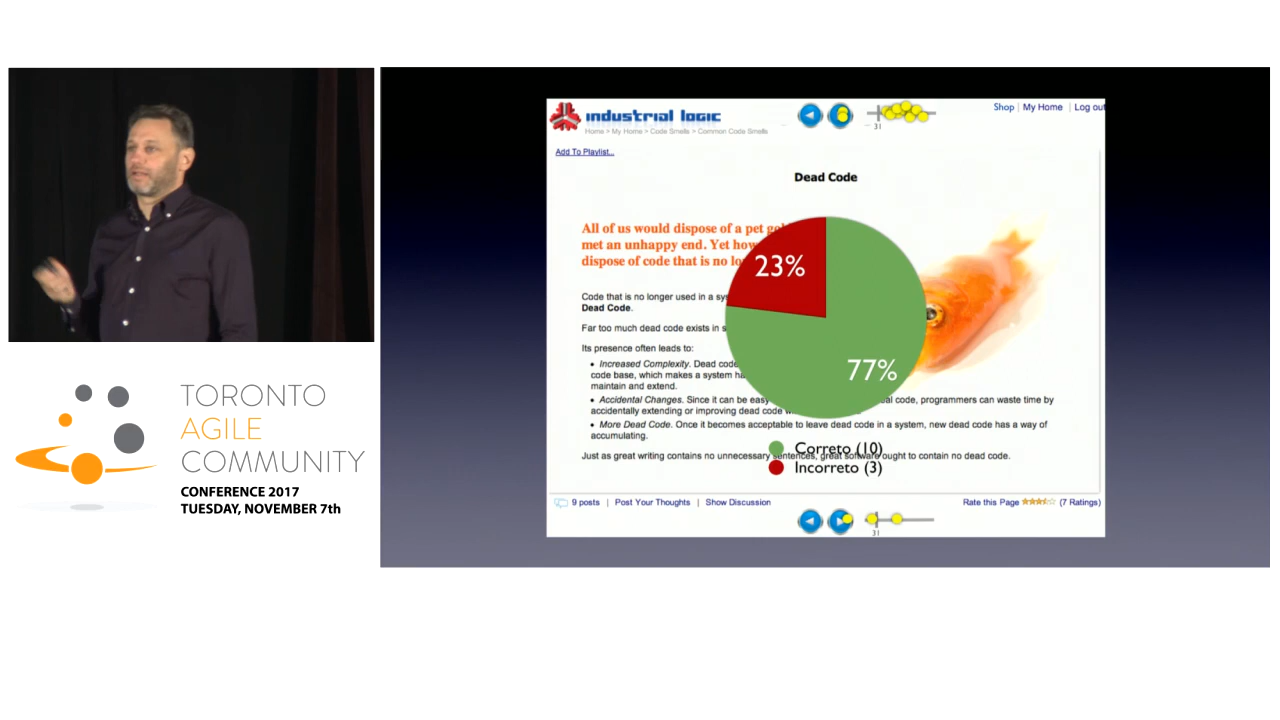 industrial logic
Home > My Home > Code Smells > Common Code Smells
Shop | My Home | Log out
31
Add To Playlist...
Dead Code
All of us would dispose of a pet
met an unhappy end. Yet how
dispose of code that is no
23%
77%
Code that is no longer used in a
Dead Code.
Far too much dead code exists in
Its presence often leads to:
• Increased Complexity. Dead code
code base, which makes a system
maintain and extend.
• Accidental Changes. Since it can be easy code, programmers can waste time by
accidentally extending or improving dead code
• More Dead Code. Once it becomes acceptable to leave dead code in a system, new dead code has a way of
accumulating.
Correto (10)
Just as great writing contains no unnecessary sentences, great software ought to contain no dead code.
Incorreto (3)
9 posts | Post Your Thoughts | Show Discussion
Rate this Page (7 Ratings)
31
TORONTO
AGILE
COMMUNITY
CONFERENCE 2017
TUESDAY, NOVEMBER 7th